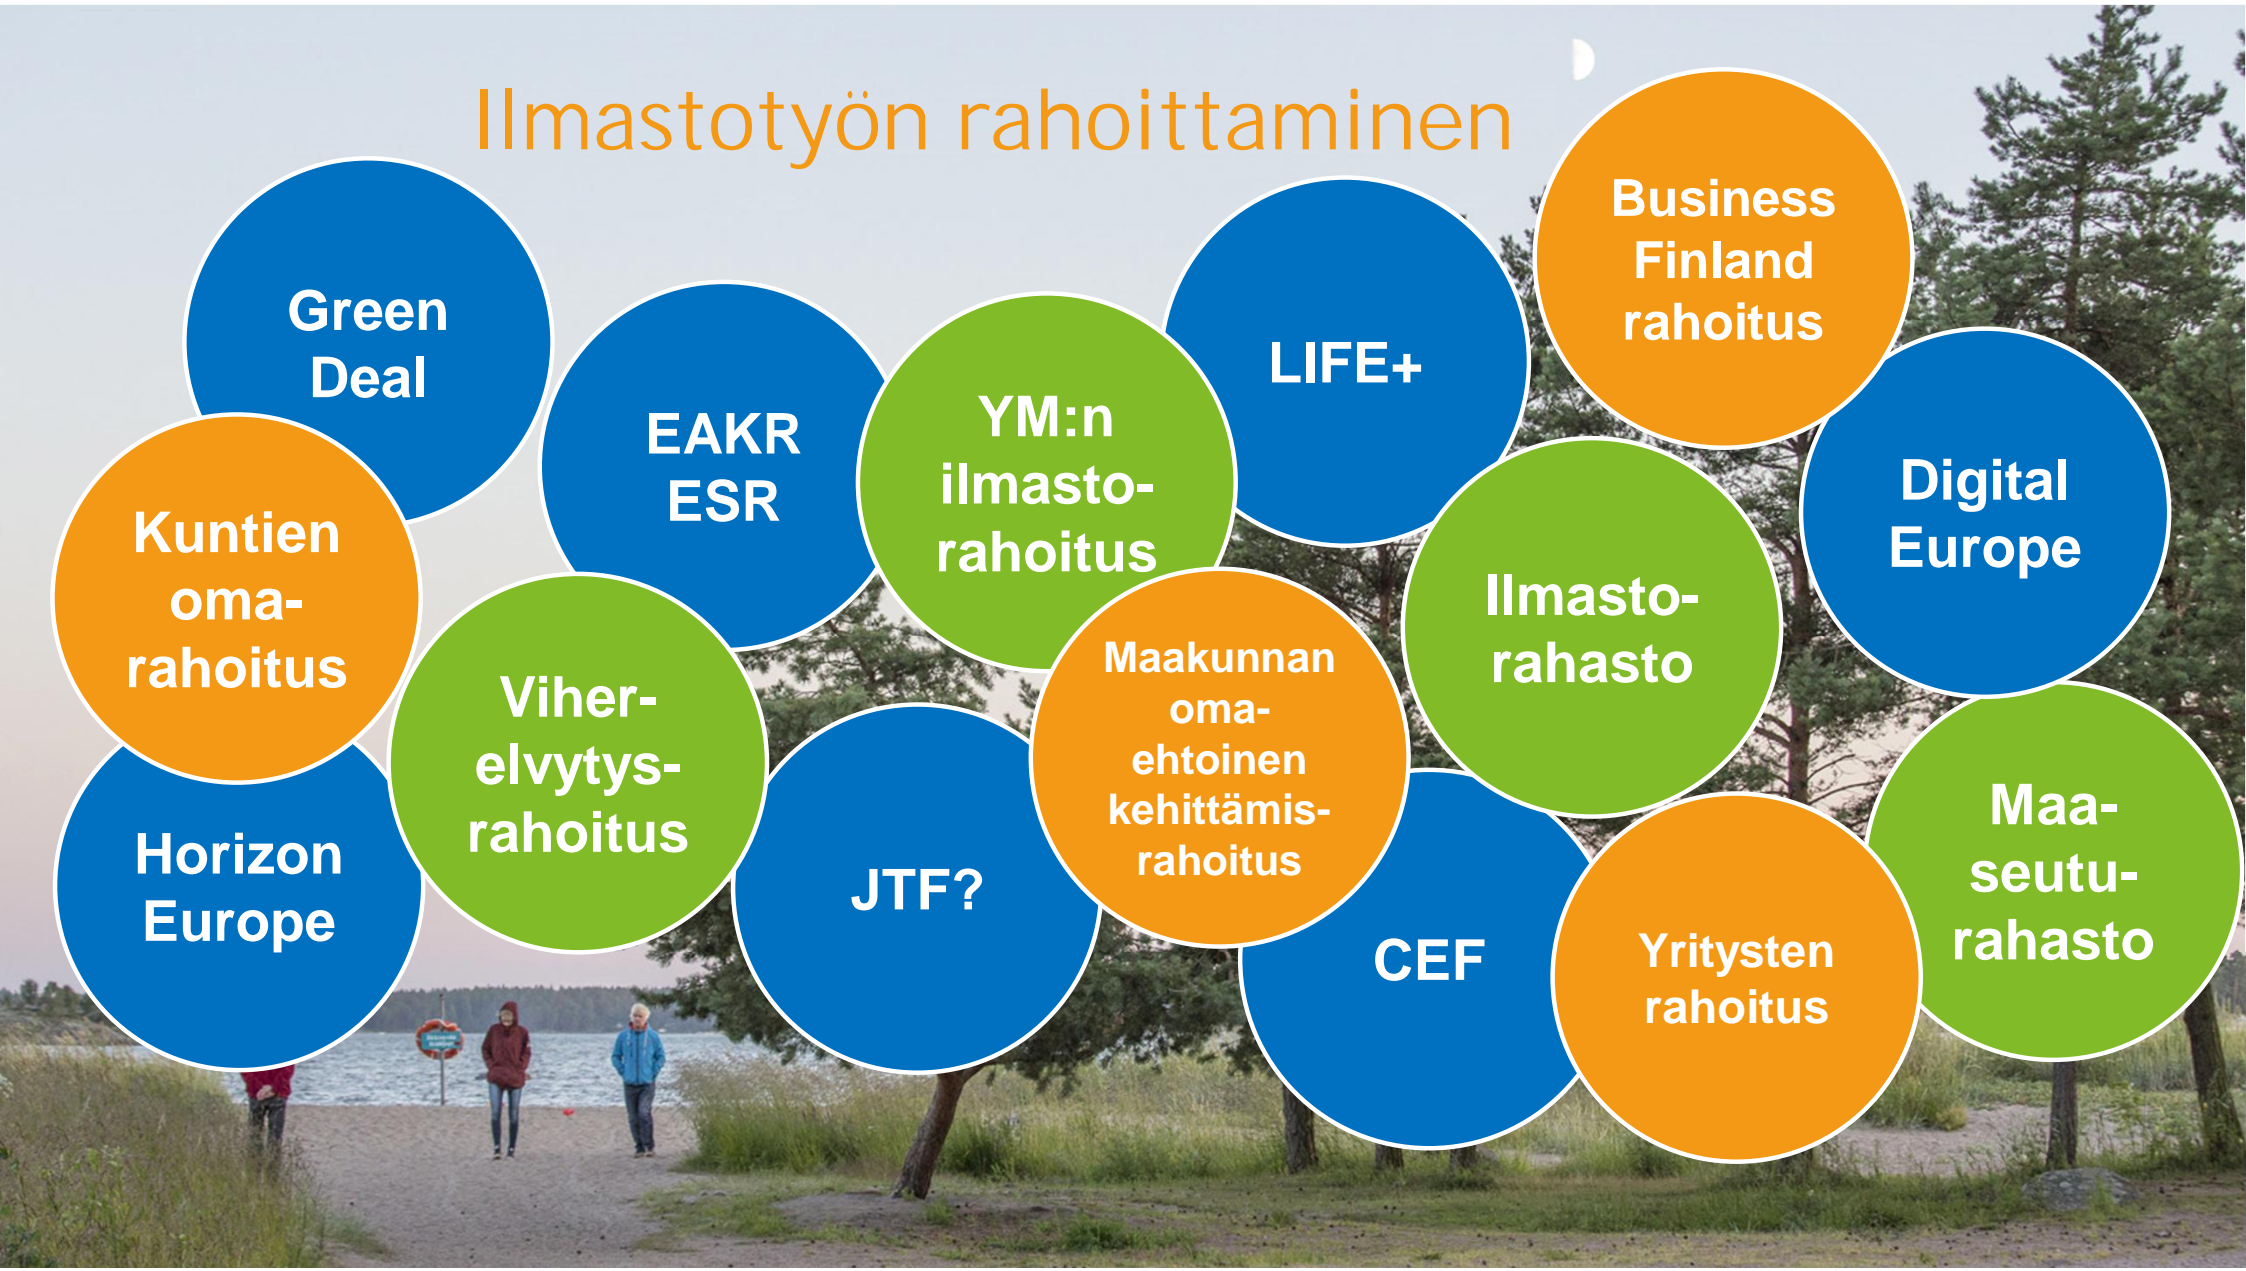 Ilmastotyön rahoittaminen
Green
Deal
EAKR
ESR
YM:n
ilmasto-
rahoitus
LIFE+
Business
Finland
rahoitus
Digital
Europe
Kuntien
oma-
rahoitus
Viher-
elvytys-
rahoitus
Maakunnan
oma-
ehtoinen
kehittämis-
rahoitus
Ilmasto-
rahasto
Maa-
seutu-
rahasto
Horizon
Europe
JTF?
CEF
Yritysten
rahoitus